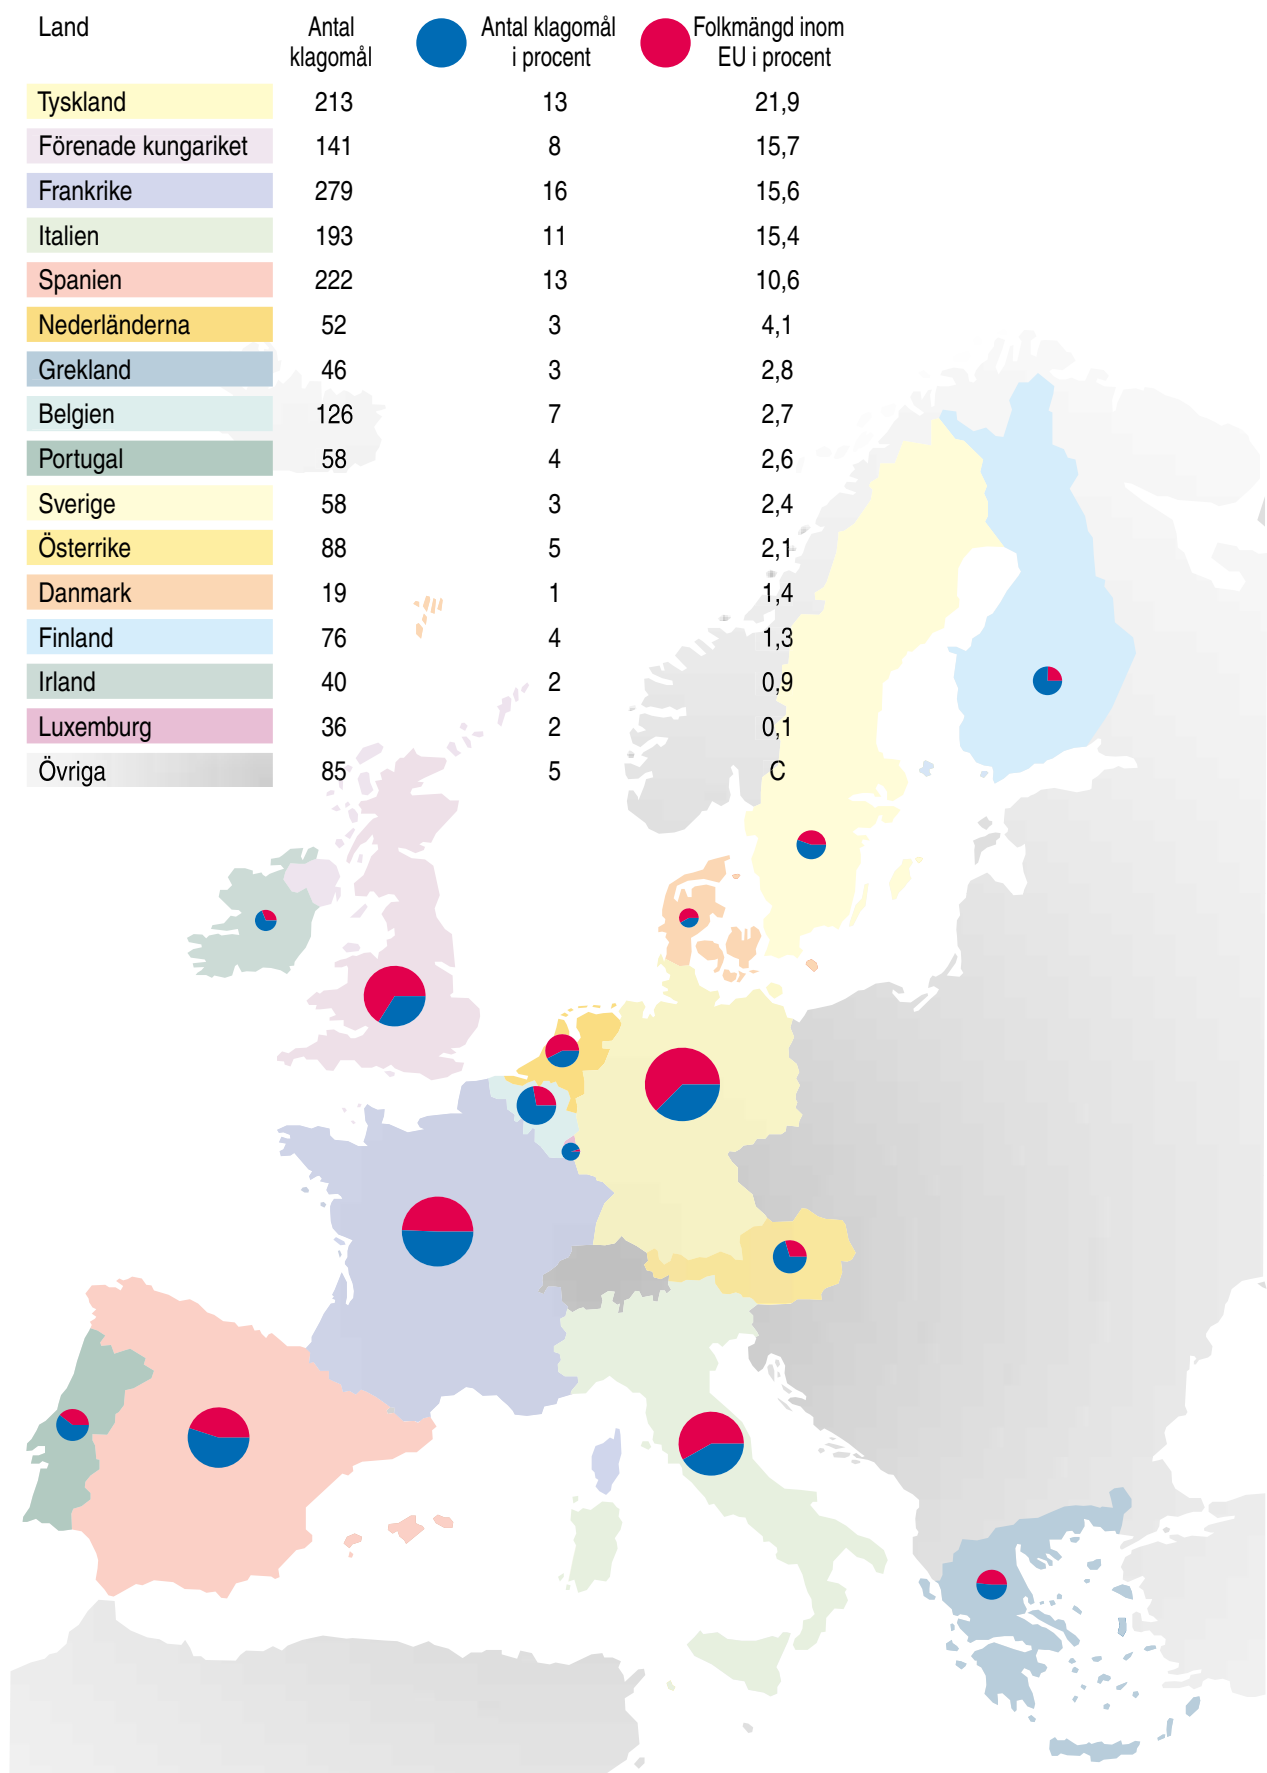 Land Antal klagomål Antal klagomål i procent Folkmängd inom EU i procent
Tyskland 213 13 21,9
Förenade kungariket 141 8 15,7
Frankrike 279 16 15,6
Italien 193 11 15,4
Spanien 222 13 10,6
Nederländerna 52 3 4,1
Grekland 46 3 2,8
Belgien 126 7 2,7
Portugal 58 4 2,6
Sverige 58 3 2,4
Österrike 88 5 2,1
Danmark 19 1 1,4
Finland 76 4 1,3
Irland 40 2 0,9
Luxemburg 36 2 0,1
Övriga 85 5 C